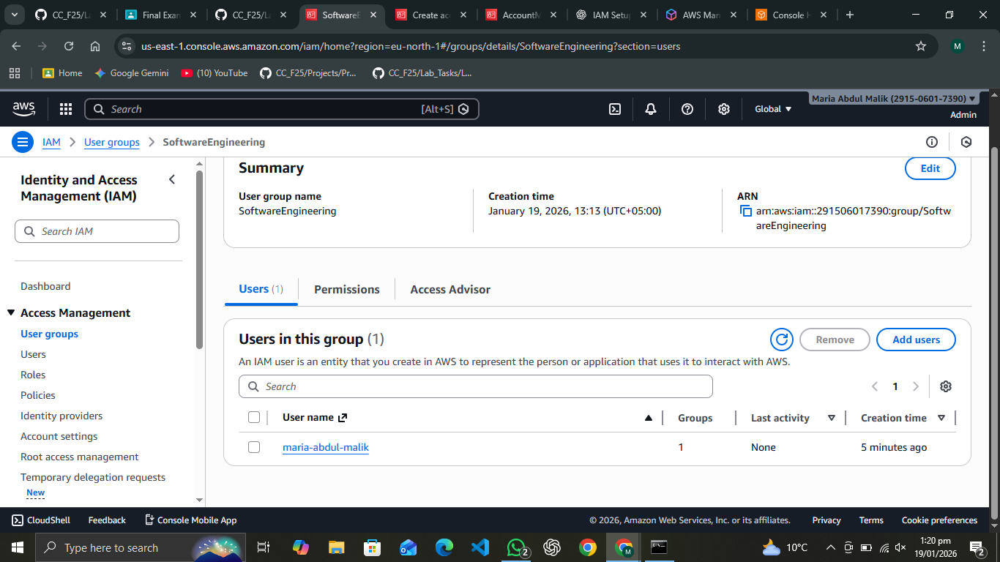 CC_F25/La
Final Exam
CC_F25/L
SoftwareE
Create ac
AccountM
IAM Setu
AWS Man
Console H
us-east-1.console.aws.amazon.com/iam/home?region=eu-north-1#/groups/details/SoftwareEngineering?section=users
M
Home
Google Gemini
(10) YouTube
CC_F25/Projects/Pr...
CC_F25/Lab_Tasks/L...
aws
Search
[Alt+S]
Global
Maria Abdul Malik (2915-0601-7390)
Admin
IAM
User groups
SoftwareEngineering
Identity and Access
Management (IAM)
Search IAM
Dashboard
Access Management
User groups
Users
Roles
Policies
Identity providers
Account settings
Root access management
Temporary delegation requests
New
Summary
Edit
User group name
SoftwareEngineering
Creation time
January 19, 2026, 13:13 (UTC+05:00)
ARN
arn:aws:iam::291506017390:group/Softw
areEngineering
Users (1)
Permissions
Access Advisor
Users in this group (1)
Remove
Add users
An IAM user is an entity that you create in AWS to represent the person or application that uses it to interact with AWS.
Search
1
User name
Groups
Last activity
Creation time
maria-abdul-malik
1
None
5 minutes ago
CloudShell
Feedback
Console Mobile App
© 2026, Amazon Web Services, Inc. or its affiliates.
Privacy
Terms
Cookie preferences
Type here to search
2
M
10°C
1:20 pm
19/01/2026
2